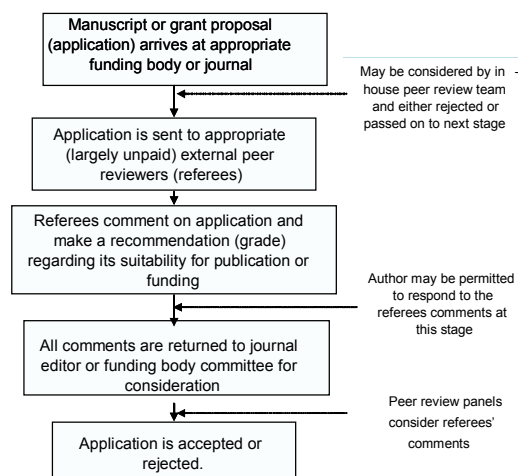 Manuscript or grant proposal
(application) arrives at appropriate
funding body or journal
May be considered by in
house peer review team
and either rejected or
passed on to next stage
Application is sent to appropriate
(largely unpaid) external peer
reviewers (referees)
Referees comment on application and
make a recommendation (grade)
regarding its suitability for publication or
funding
Author may be permitted
to respond to the
referees comments at
this stage
All comments are returned to journal
editor or funding body committee for
consideration
Peer review panels
consider referees'
comments
Application is accepted or
rejected.